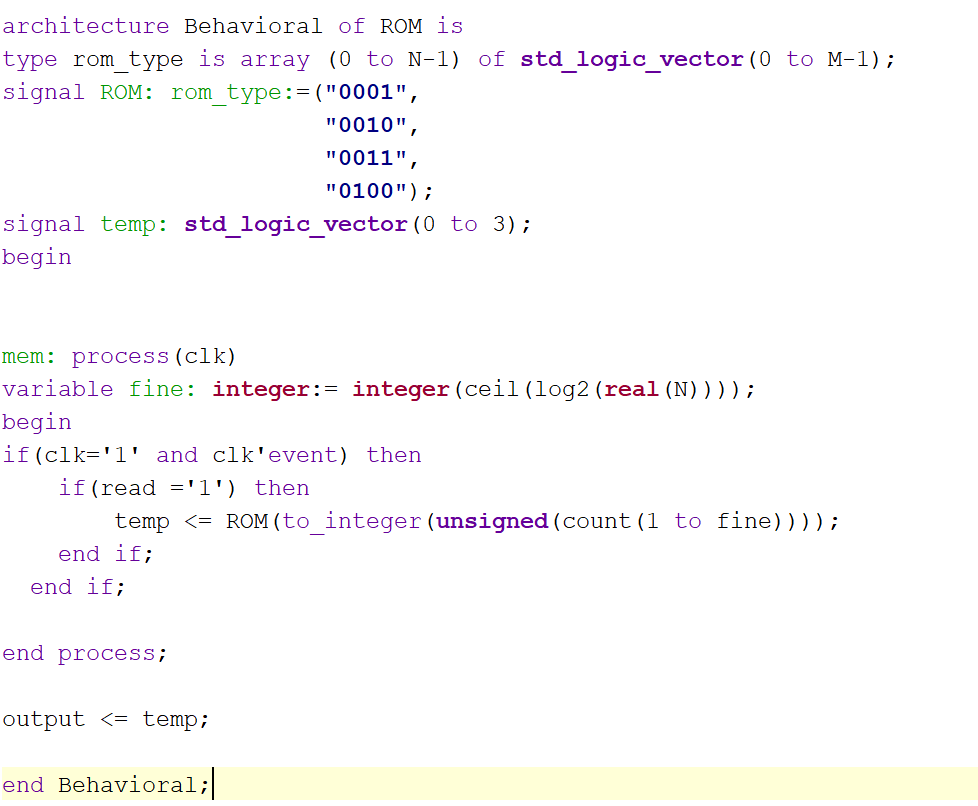 architecture Behavioral of ROM is
type rom_type is array (0 to N-1) of std_logic_vector(0 to M-1);
signal ROM: rom_type:=("0001",
"0010",
"0011",
"0100");
signal temp: std_logic_vector(0 to 3);
begin
mem: process(clk)
variable fine: integer:= integer(ceil(log2(real(N))));
begin
if(clk='1' and clk'event) then
if(read ='1') then
temp <= ROM(to_integer(unsigned(count(1 to fine))));
end if;
end if;
end process;
output <= temp;
end Behavioral;